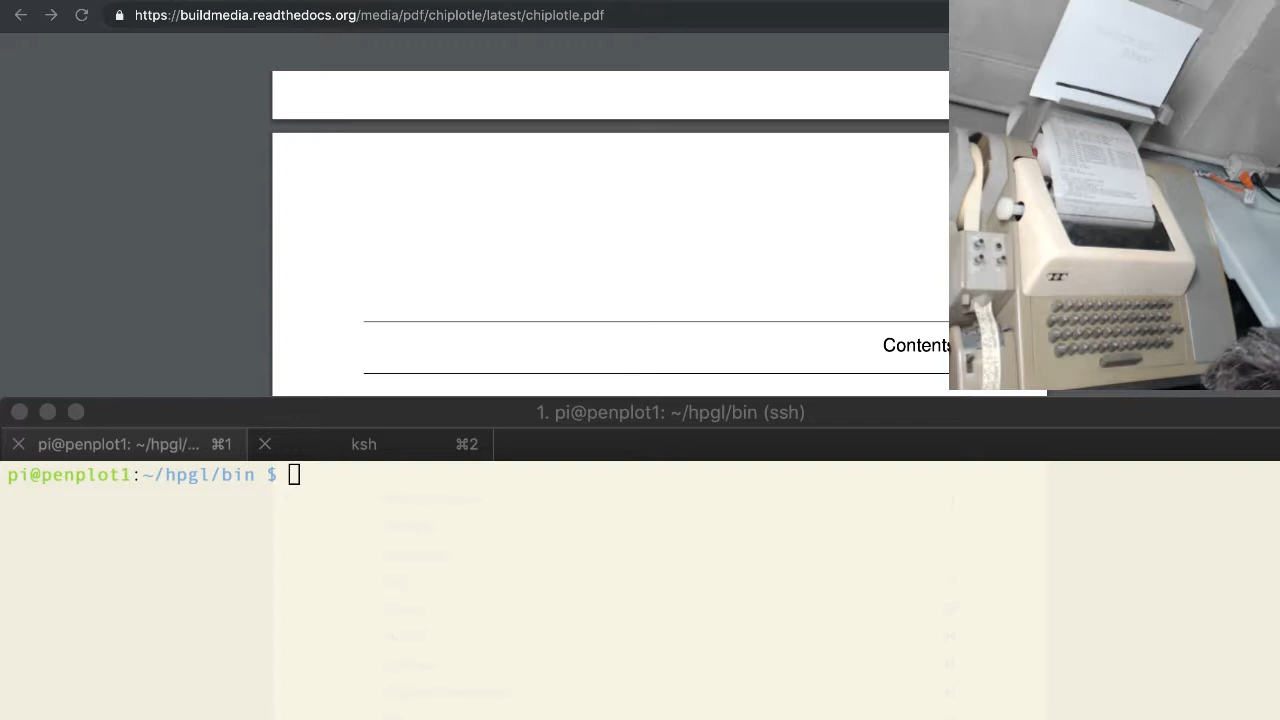 https://buildmedia.readthedocs.org/media/pdf/chiplotle/latest/chiplotle.pdf
Contents
1. pi@penplot1: ~/hpgl/bin (ssh)
pi@penplot1: ~/hpgl/... ⌘1
ksh ⌘2
pi@penplot1:~/hpgl/bin $